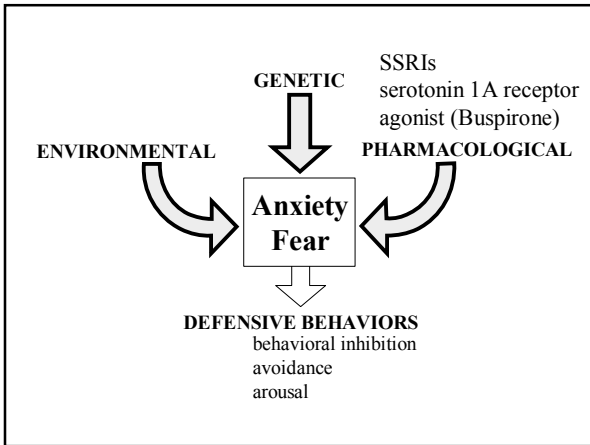 SSRIs
serotonin 1A receptor
agonist (Buspirone)
GENETIC
ENVIRONMENTAL
PHARMACOLOGICAL
Anxiety
Fear
DEFENSIVE BEHAVIORS
behavioral inhibition
avoidance
arousal